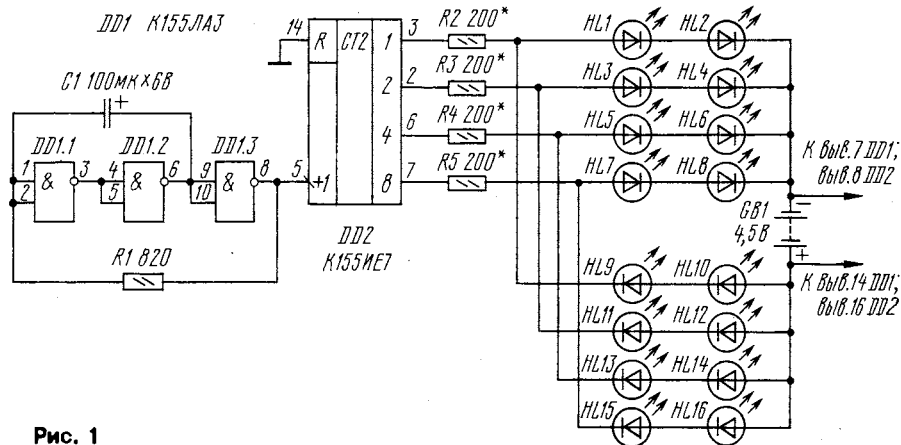 DD1 К155ЛА3
C1 100мк×6В
+
DD1.1
DD1.2
DD1.3
1
2
&
3
4
5
&
6
9
10
&
8
R1 820
14
R
CT2
5
+1
1
2
4
8
3
2
6
7
DD2
К155ИЕ7
R2 200*
R3 200*
R4 200*
R5 200*
HL1
HL2
HL3
HL4
HL5
HL6
HL7
HL8
К выв.7 DD1;
выв.8 DD2
GB1
4,5В
−
+
К выв.14 DD1;
выв.16 DD2
HL9
HL10
HL11
HL12
HL13
HL14
HL15
HL16
Рис. 1